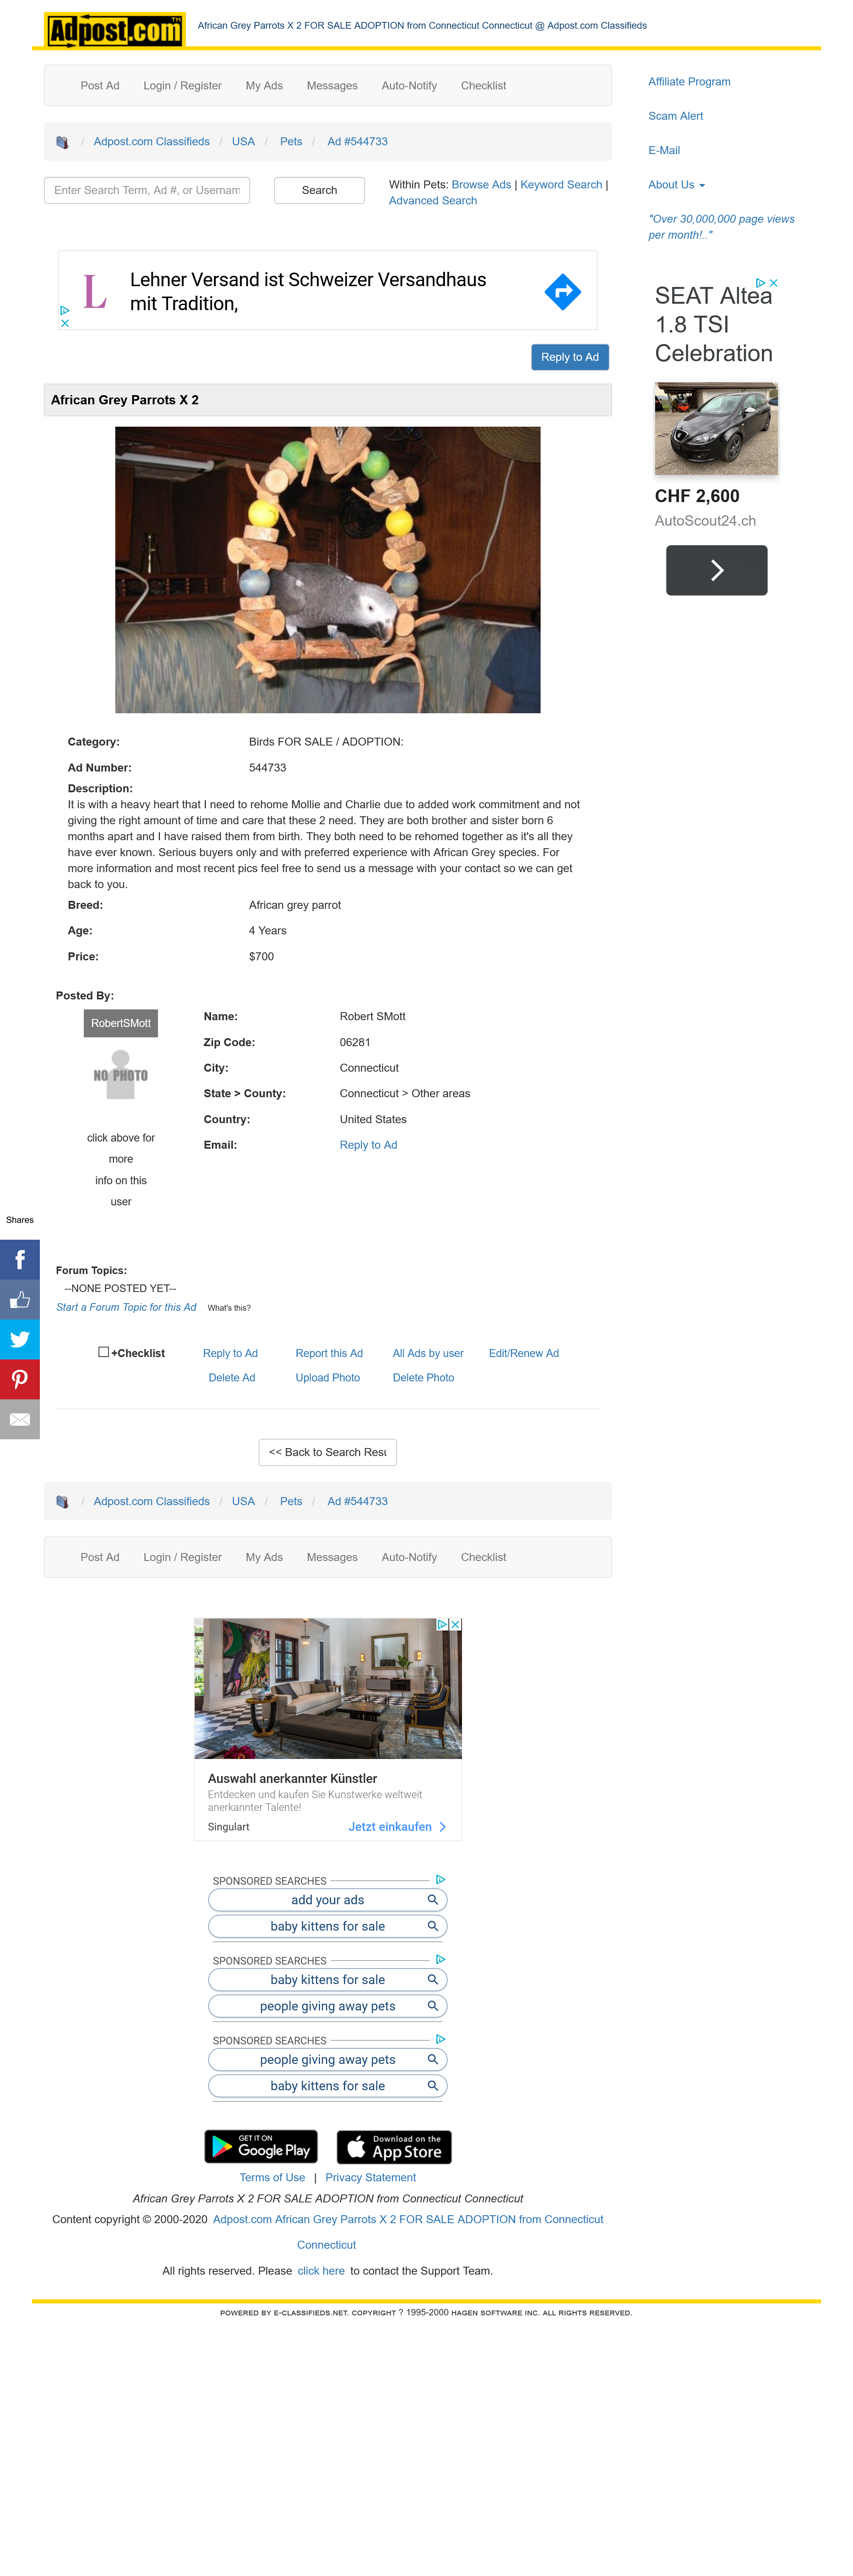 Adpost.com TM
African Grey Parrots X 2 FOR SALE ADOPTION from Connecticut Connecticut @ Adpost.com Classifieds
Post Ad Login / Register My Ads Messages Auto-Notify Checklist
/ Adpost.com Classifieds / USA / Pets / Ad #544733
Enter Search Term, Ad #, or Usernam
Search
Within Pets: Browse Ads | Keyword Search |
Advanced Search
Affiliate Program
Scam Alert
E-Mail
About Us
"Over 30,000,000 page views
per month!.."
L
Lehner Versand ist Schweizer Versandhaus
mit Tradition,
SEAT Altea
1.8 TSI
Celebration
CHF 2,600
AutoScout24.ch
Reply to Ad
African Grey Parrots X 2
Category: Birds FOR SALE / ADOPTION:
Ad Number: 544733
Description:
It is with a heavy heart that I need to rehome Mollie and Charlie due to added work commitment and not
giving the right amount of time and care that these 2 need. They are both brother and sister born 6
months apart and I have raised them from birth. They both need to be rehomed together as it's all they
have ever known. Serious buyers only and with preferred experience with African Grey species. For
more information and most recent pics feel free to send us a message with your contact so we can get
back to you.
Breed: African grey parrot
Age: 4 Years
Price: $700
Posted By:
RobertSMott
NO PHOTO
click above for
more
info on this
user
Name: Robert SMott
Zip Code: 06281
City: Connecticut
State > County: Connecticut > Other areas
Country: United States
Email: Reply to Ad
Shares
Forum Topics:
--NONE POSTED YET--
Start a Forum Topic for this Ad What's this?
+Checklist Reply to Ad Report this Ad All Ads by user Edit/Renew Ad
Delete Ad Upload Photo Delete Photo
<< Back to Search Resu
/ Adpost.com Classifieds / USA / Pets / Ad #544733
Post Ad Login / Register My Ads Messages Auto-Notify Checklist
Auswahl anerkannter Künstler
Entdecken und kaufen Sie Kunstwerke weltweit
anerkannter Talente!
Singulart Jetzt einkaufen
SPONSORED SEARCHES
add your ads
baby kittens for sale
SPONSORED SEARCHES
baby kittens for sale
people giving away pets
SPONSORED SEARCHES
people giving away pets
baby kittens for sale
GET IT ON
Google Play
Download on the
App Store
Terms of Use | Privacy Statement
African Grey Parrots X 2 FOR SALE ADOPTION from Connecticut Connecticut
Content copyright © 2000-2020 Adpost.com African Grey Parrots X 2 FOR SALE ADOPTION from Connecticut
Connecticut
All rights reserved. Please click here to contact the Support Team.
POWERED BY E-CLASSIFIEDS.NET. COPYRIGHT ? 1995-2000 HAGEN SOFTWARE INC. ALL RIGHTS RESERVED.